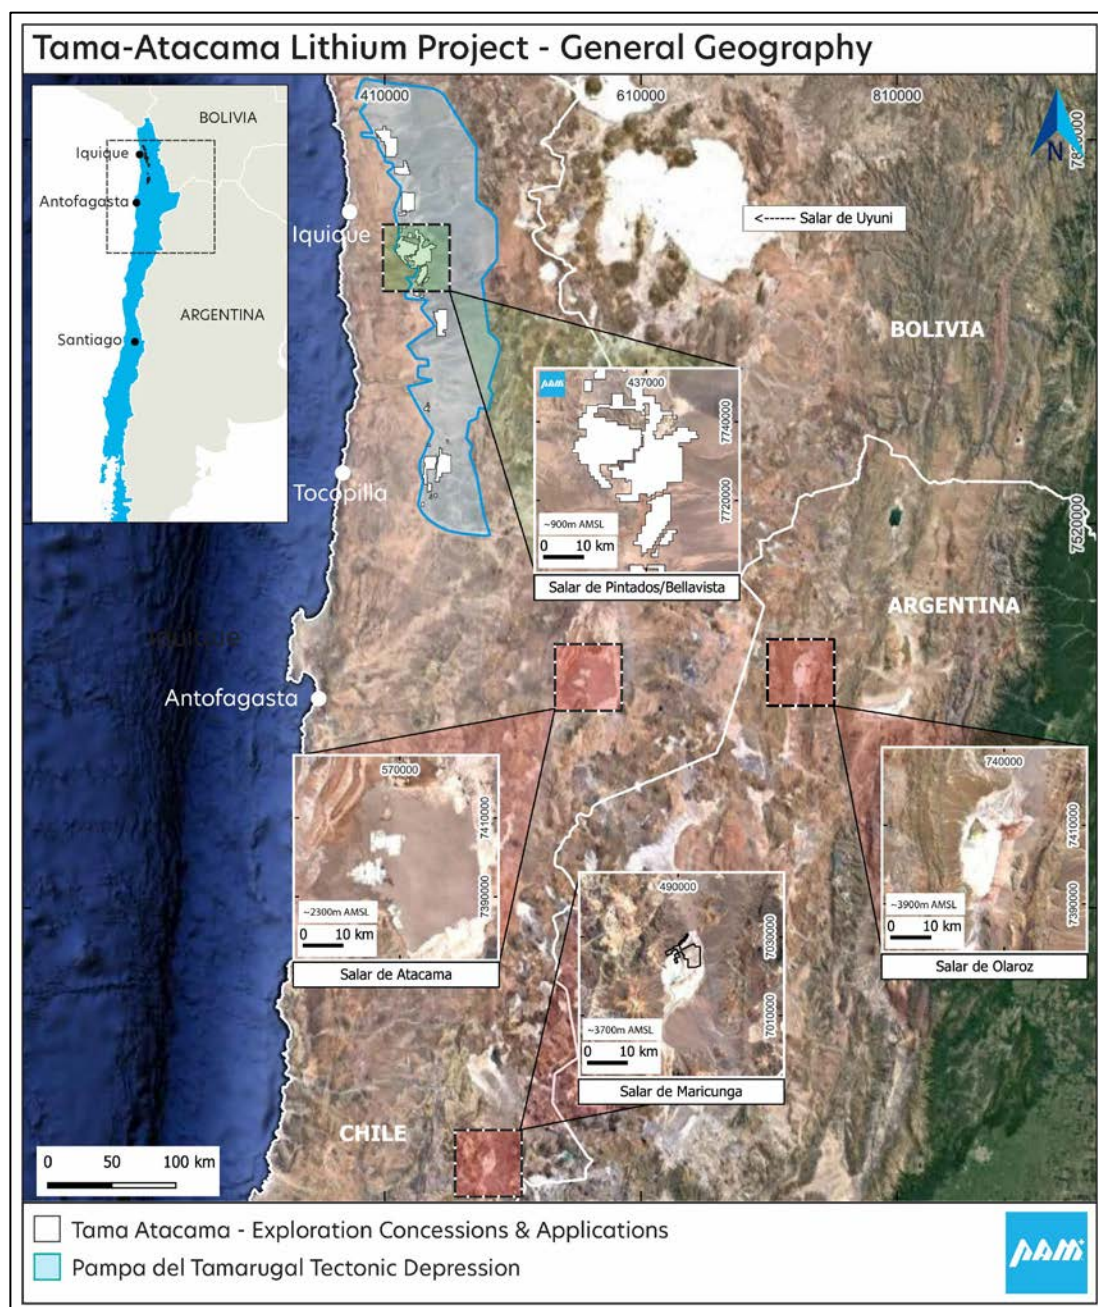 Tama-Atacama Lithium Project - General Geography
410000
610000
810000
BOLIVIA
Iquique
Antofagasta
ARGENTINA
Santiago
N
<------ Salar de Uyuni
Iquique
BOLIVIA
437000
7740000
7720000
~900m AMSL
0 10 km
Salar de Pintados/Bellavista
Tocopilla
7520000
ARGENTINA
Antofagasta
570000
7410000
7390000
~2300m AMSL
0 10 km
Salar de Atacama
740000
7410000
7390000
~3900m AMSL
0 10 km
Salar de Olaroz
490000
7030000
7010000
~3700m AMSL
0 10 km
Salar de Maricunga
CHILE
0 50 100 km
Tama Atacama - Exploration Concessions & Applications
Pampa del Tamarugal Tectonic Depression
PAM